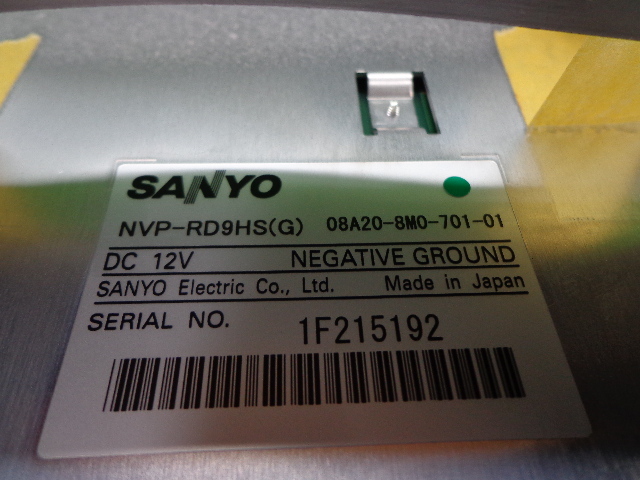 SANYO
NVP-RD9HS(G) 08A20-8M0-701-01
DC 12V NEGATIVE GROUND
SANYO Electric Co., Ltd. Made in Japan
SERIAL NO. 1F215192